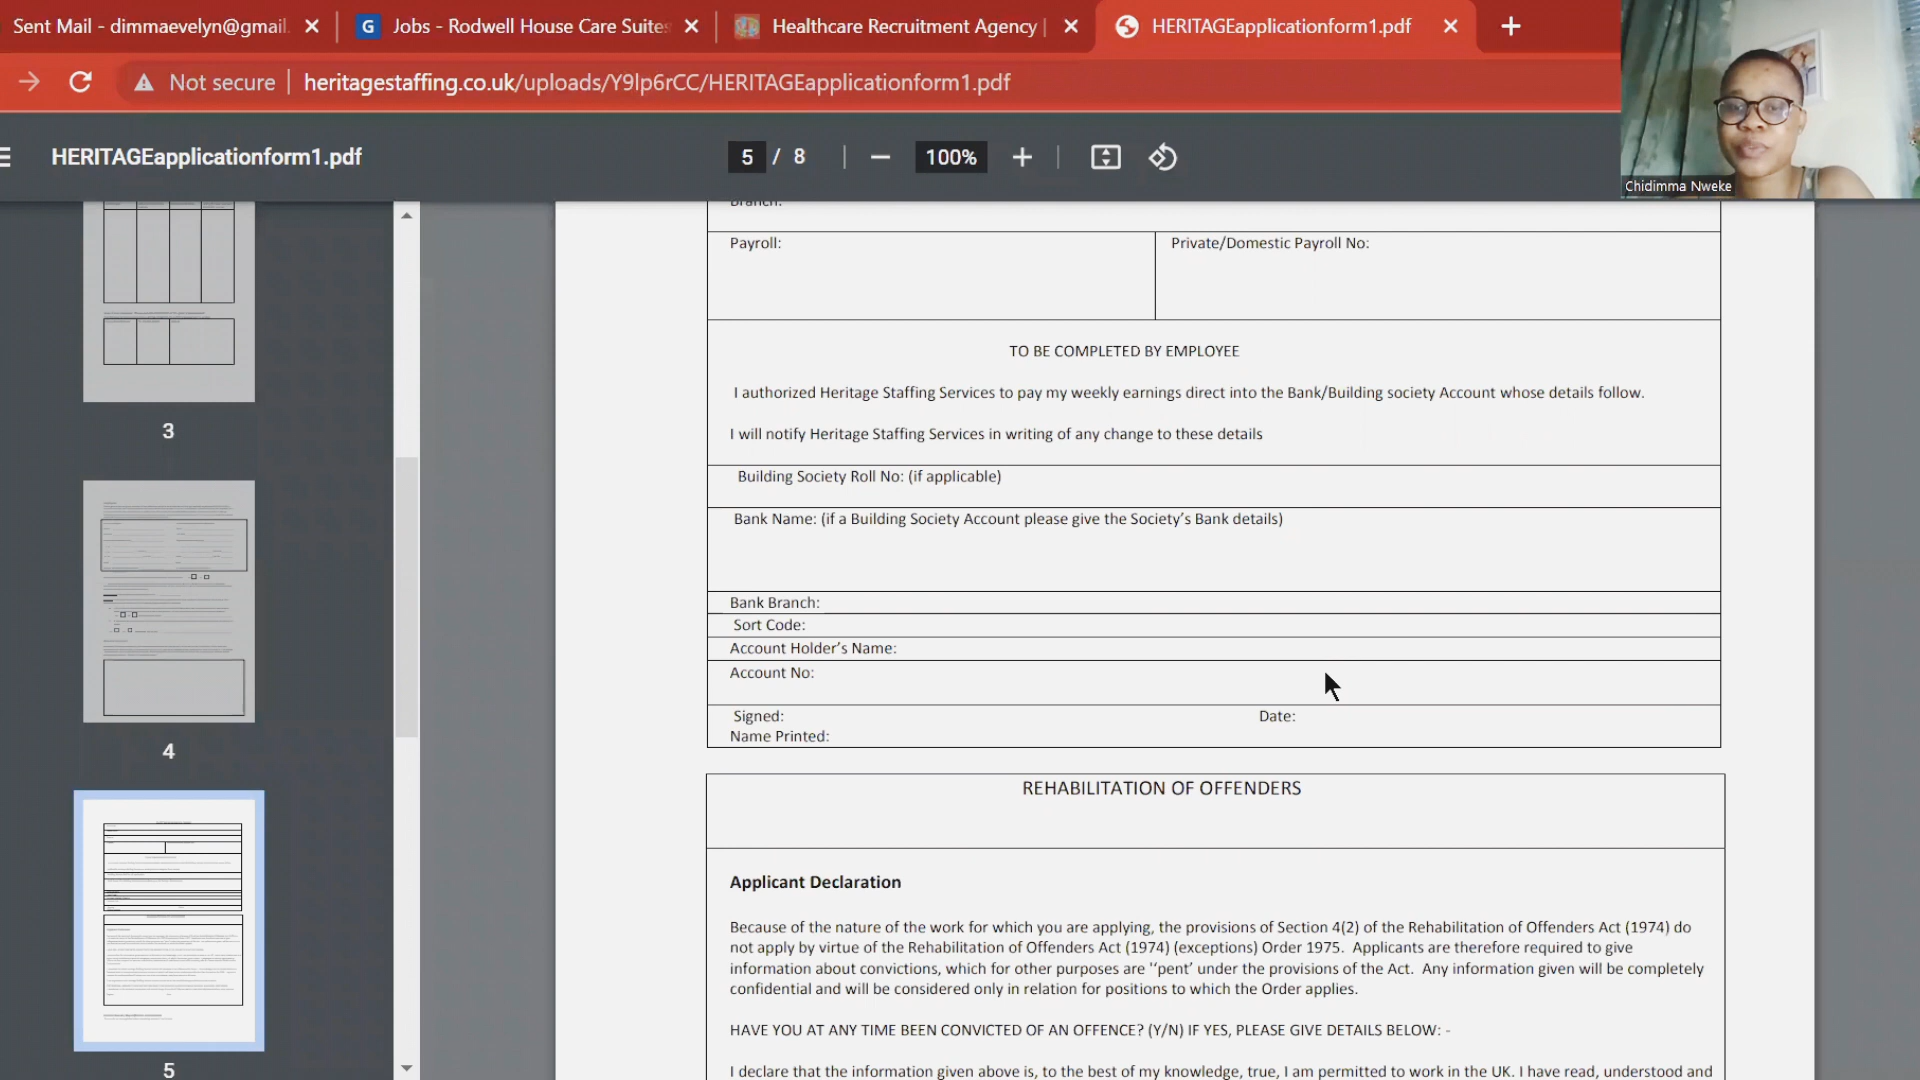 Sent Mail - dimmaevelyn@gmail.
Jobs - Rodwell House Care Suites
Healthcare Recruitment Agency |
HERITAGEapplicationform1.pdf
Not secure
heritagestaffing.co.uk/uploads/Y9lp6rCC/HERITAGEapplicationform1.pdf
HERITAGEapplicationform1.pdf
5 / 8
100%
Chidimma Nweke
3
4
5
Branch:
Payroll:
Private/Domestic Payroll No:
TO BE COMPLETED BY EMPLOYEE
I authorized Heritage Staffing Services to pay my weekly earnings direct into the Bank/Building society Account whose details follow.
I will notify Heritage Staffing Services in writing of any change to these details
Building Society Roll No: (if applicable)
Bank Name: (if a Building Society Account please give the Society’s Bank details)
Bank Branch:
Sort Code:
Account Holder’s Name:
Account No:
Signed:
Date:
Name Printed:
REHABILITATION OF OFFENDERS
Applicant Declaration
Because of the nature of the work for which you are applying, the provisions of Section 4(2) of the Rehabilitation of Offenders Act (1974) do
not apply by virtue of the Rehabilitation of Offenders Act (1974) (exceptions) Order 1975. Applicants are therefore required to give
information about convictions, which for other purposes are ‘‘pent’ under the provisions of the Act. Any information given will be completely
confidential and will be considered only in relation for positions to which the Order applies.
HAVE YOU AT ANY TIME BEEN CONVICTED OF AN OFFENCE? (Y/N) IF YES, PLEASE GIVE DETAILS BELOW: -
I declare that the information given above is, to the best of my knowledge, true, I am permitted to work in the UK. I have read, understood and